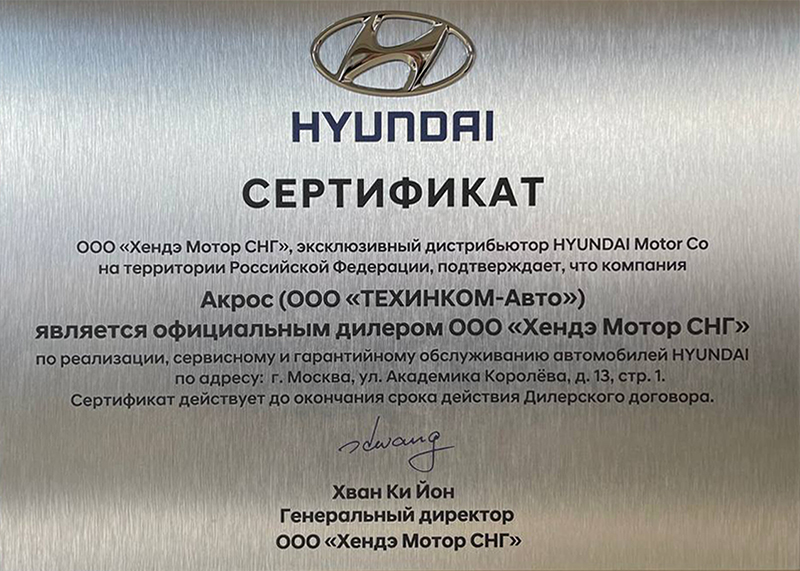 HYUNDAI
СЕРТИФИКАТ
ООО «Хендэ Мотор СНГ», эксклюзивный дистрибьютор HYUNDAI Motor Co
на территории Российской Федерации, подтверждает, что компания
Акрос (ООО «ТЕХИНКОМ-Авто»)
является официальным дилером ООО «Хендэ Мотор СНГ»
по реализации, сервисному и гарантийному обслуживанию автомобилей HYUNDAI
по адресу: г. Москва, ул. Академика Королёва, д. 13, стр. 1.
Сертификат действует до окончания срока действия Дилерского договора.
Хван Ки Йон
Генеральный директор
ООО «Хендэ Мотор СНГ»